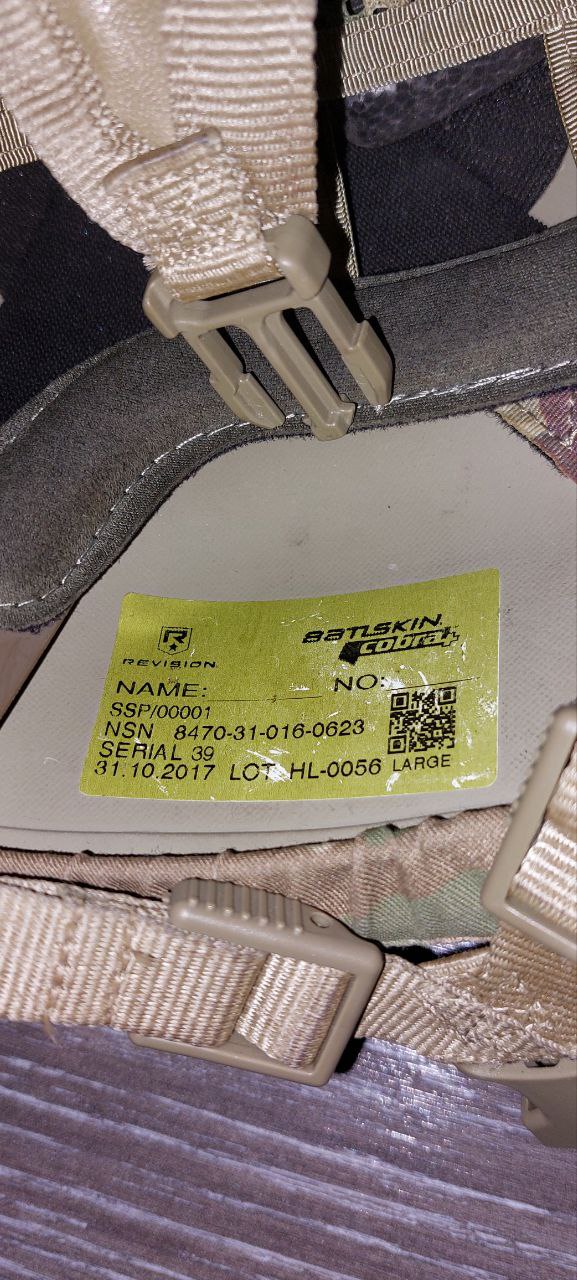 REVISION
BATLSKIN
cobra
NAME: NO:
SSP/00001
NSN 8470-31-016-0623
SERIAL 39
31.10.2017 LOT HL-0056 LARGE